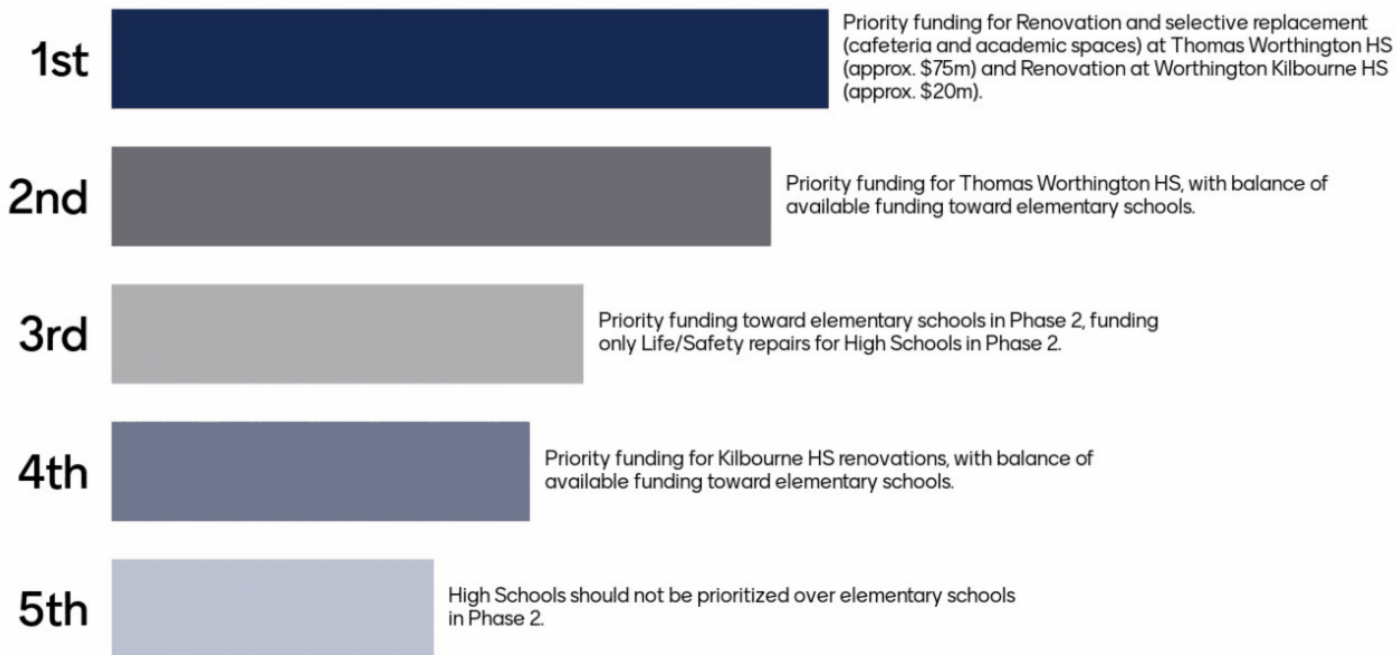 1st
Priority funding for Renovation and selective replacement
(cafeteria and academic spaces) at Thomas Worthington HS
(approx. $75m) and Renovation at Worthington Kilbourne HS
(approx. $20m).
2nd
Priority funding for Thomas Worthington HS, with balance of
available funding toward elementary schools.
3rd
Priority funding toward elementary schools in Phase 2, funding
only Life/Safety repairs for High Schools in Phase 2.
4th
Priority funding for Kilbourne HS renovations, with balance of
available funding toward elementary schools.
5th
High Schools should not be prioritized over elementary schools
in Phase 2.